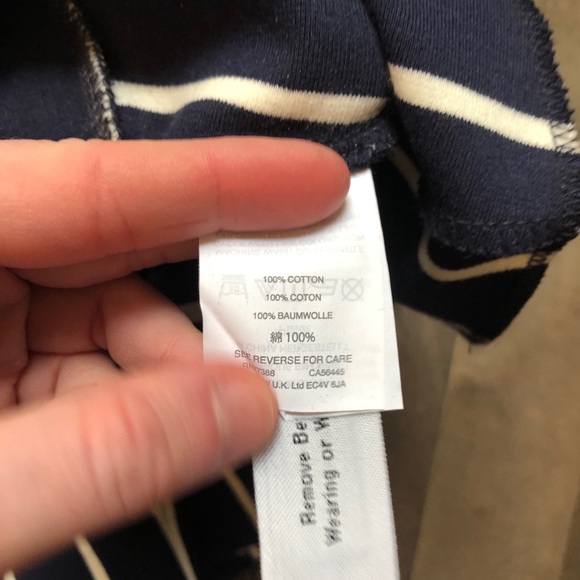 100% COTTON
100% COTON
100% BAUMWOLLE
綿 100%
SEE REVERSE FOR CARE
CA56449
U.K. Ltd EC4V 6JA
Remove Be
Wearing or W